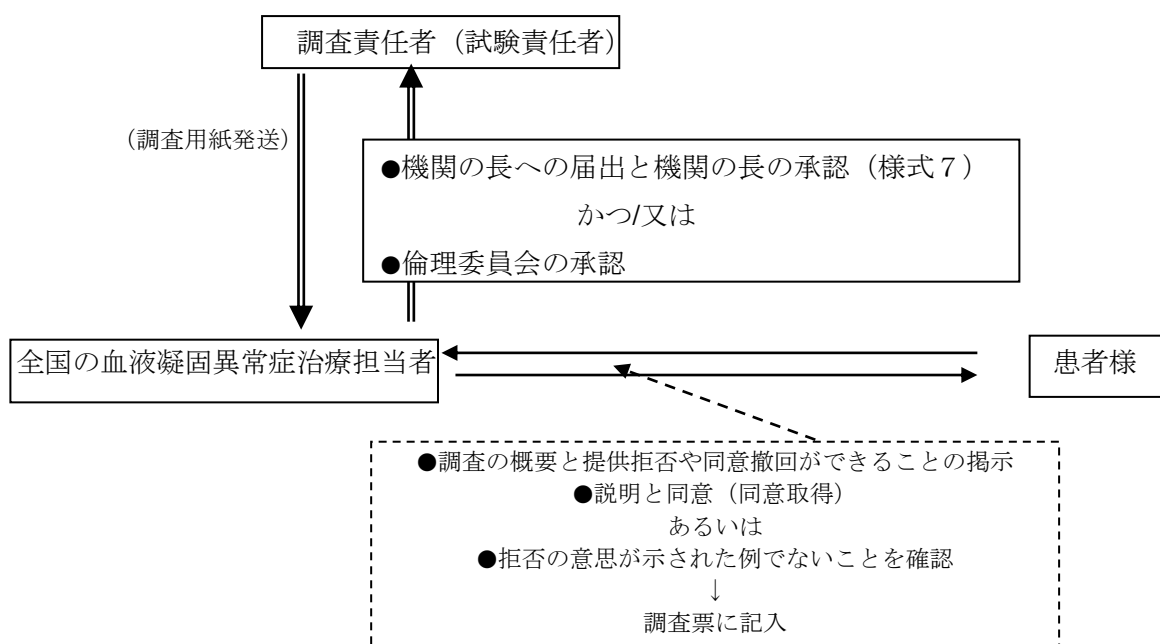 調査責任者（試験責任者）
（調査用紙発送）
●機関の長への届出と機関の長の承認（様式７）
かつ/又は
●倫理委員会の承認
全国の血液凝固異常症治療担当者
患者様
●調査の概要と提供拒否や同意撤回ができることの掲示
●説明と同意（同意取得）
あるいは
●拒否の意思が示された例でないことを確認
↓
調査票に記入